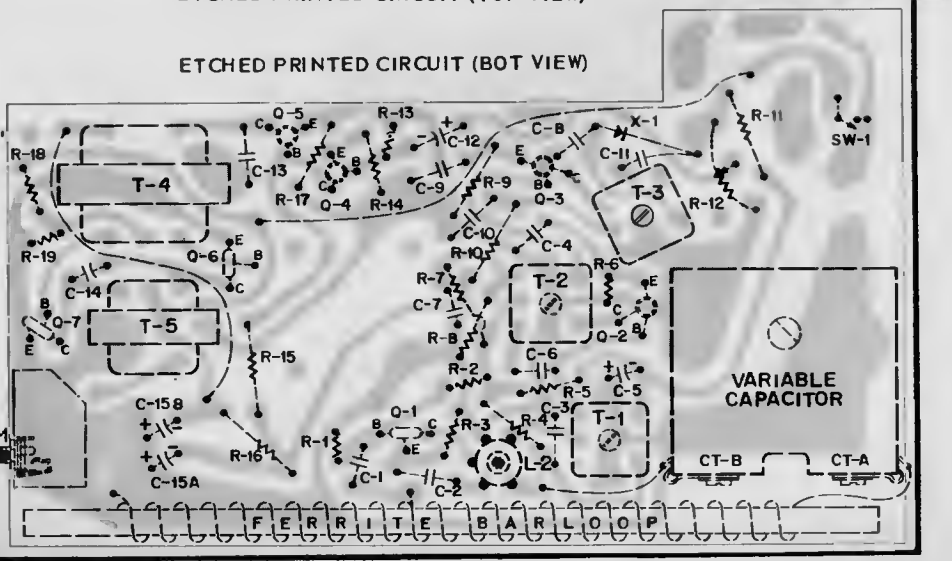 ETCHED PRINTED CIRCUIT (BOT VIEW)
Q-5 R-13 X-1 R-11
C E + C-12 C-B SW-1
B E C-11
R-18 C-13 B C-9 E
T-4 C R-9 B C T-3
R-17 Q-4 R-14 Q-3 R-12
C-10 C-4
R-19 Q-6 E R-10 R-6
B R-7 T-2 E
C-14 C C-7 C
B Q-7 T-5 R-8 Q-2 B
E C R-15 C-6 + C-5
R-2 R-5 VARIABLE
CAPACITOR
C-15B Q-1 C-3
+ B C R-3 R-4 T-1
R-16 R-1 E L-2 CT-B CT-A
+ C-15A C-1 C-2
FERRITE BAR LOOP